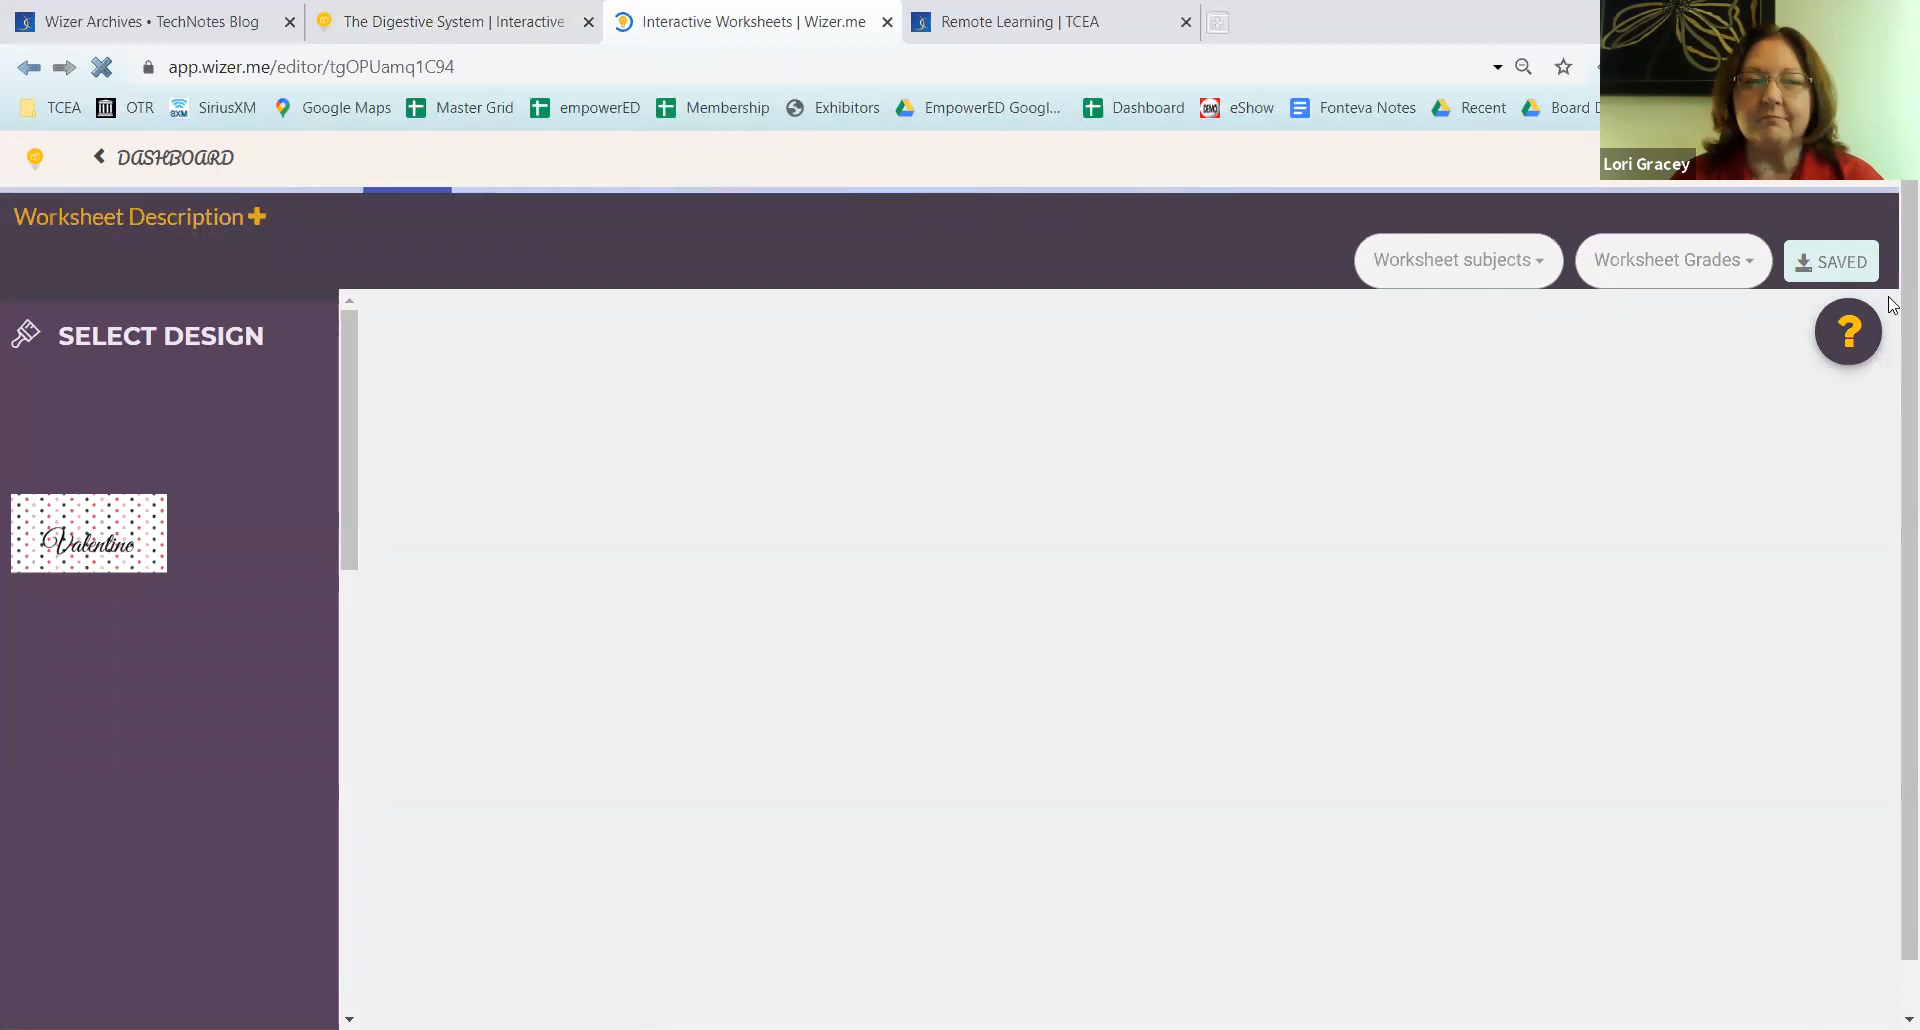 Wizer Archives • TechNotes Blog
The Digestive System | Interactive
Interactive Worksheets | Wizer.me
Remote Learning | TCEA
app.wizer.me/editor/tgOPUamq1C94
TCEA OTR SiriusXM Google Maps Master Grid empowerED Membership Exhibitors EmpowerED Googl... Dashboard eShow Fonteva Notes Recent Board
Lori Gracey
DASHBOARD
Worksheet Description
Worksheet subjects Worksheet Grades SAVED
SELECT DESIGN
?
Valentine